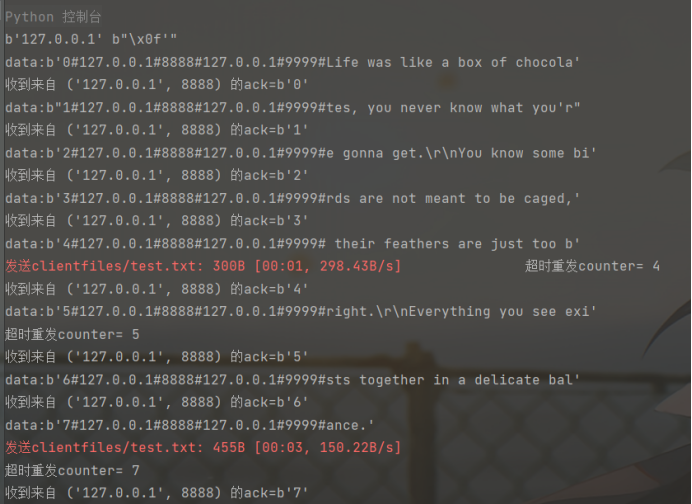 Python 控制台
b'127.0.0.1' b"\x0f'"
data:b'0#127.0.0.1#8888#127.0.0.1#9999#Life was like a box of chocola'
收到来自 ('127.0.0.1', 8888) 的ack=b'0'
data:b"1#127.0.0.1#8888#127.0.0.1#9999#tes, you never know what you'r"
收到来自 ('127.0.0.1', 8888) 的ack=b'1'
data:b'2#127.0.0.1#8888#127.0.0.1#9999#e gonna get.\r\nYou know some bi'
收到来自 ('127.0.0.1', 8888) 的ack=b'2'
data:b'3#127.0.0.1#8888#127.0.0.1#9999#rds are not meant to be caged,'
收到来自 ('127.0.0.1', 8888) 的ack=b'3'
data:b'4#127.0.0.1#8888#127.0.0.1#9999# their feathers are just too b'
发送clientfiles/test.txt: 300B [00:01, 298.43B/s] 超时重发counter= 4
收到来自 ('127.0.0.1', 8888) 的ack=b'4'
data:b'5#127.0.0.1#8888#127.0.0.1#9999#right.\r\nEverything you see exi'
超时重发counter= 5
收到来自 ('127.0.0.1', 8888) 的ack=b'5'
data:b'6#127.0.0.1#8888#127.0.0.1#9999#sts together in a delicate bal'
收到来自 ('127.0.0.1', 8888) 的ack=b'6'
data:b'7#127.0.0.1#8888#127.0.0.1#9999#ance.'
发送clientfiles/test.txt: 455B [00:03, 150.22B/s]
超时重发counter= 7
收到来自 ('127.0.0.1', 8888) 的ack=b'7'